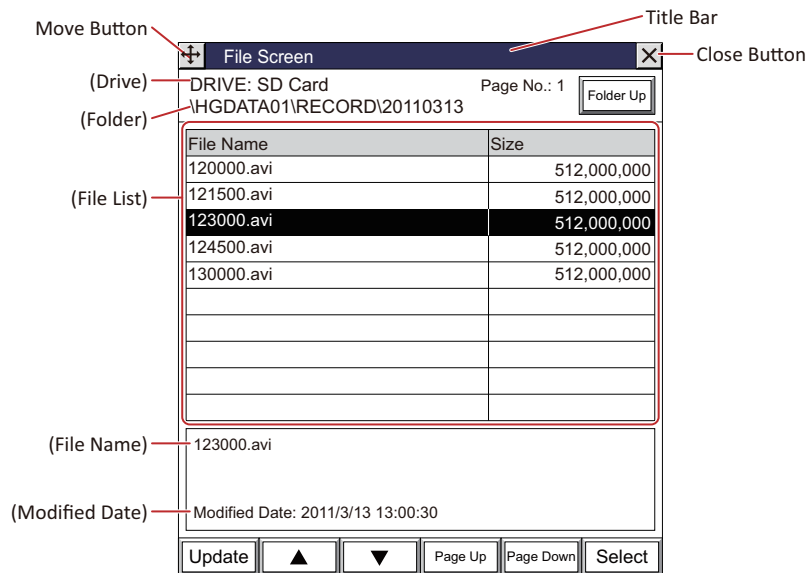 Title Bar
Move Button
File Screen
Close Button
(Drive)
DRIVE: SD Card
Page No.: 1
Folder Up
(Folder)
\HGDATA01\RECORD\20110313
File Name Size
120000.avi 512,000,000
(File List)
121500.avi 512,000,000
123000.avi 512,000,000
124500.avi 512,000,000
130000.avi 512,000,000
(File Name)
123000.avi
(Modified Date)
Modified Date: 2011/3/13 13:00:30
Update
Page Up
Page Down
Select